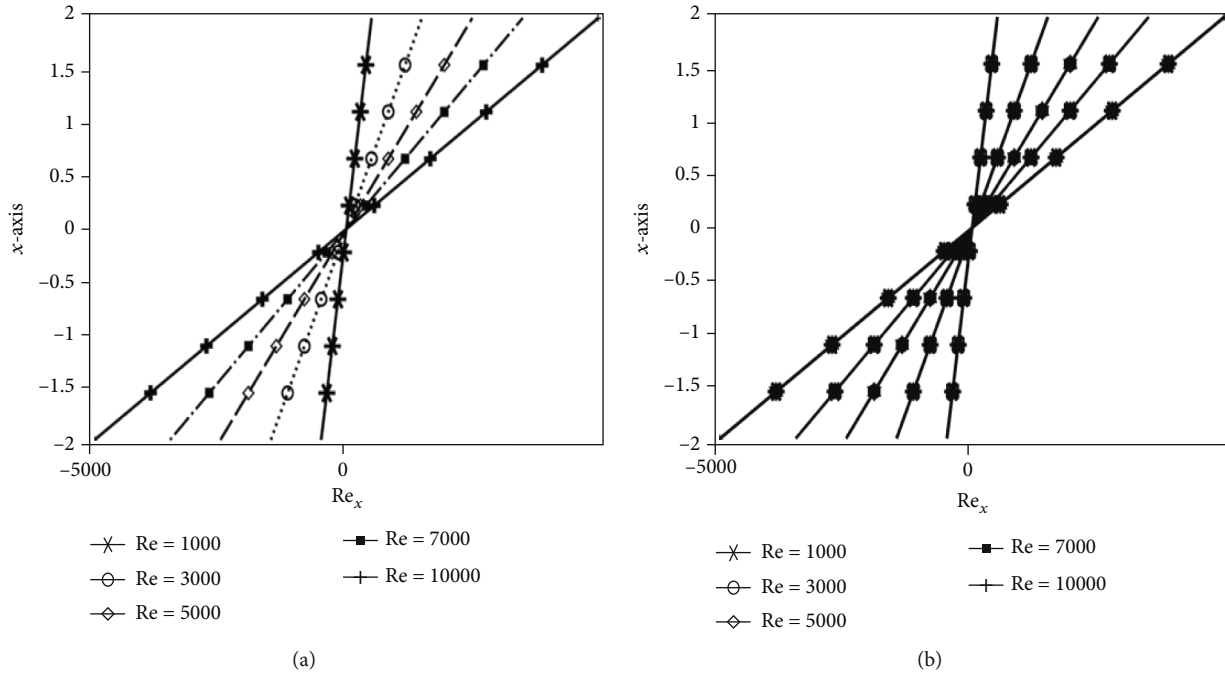 2
1.5
1
0.5
0
–0.5
–1
–1.5
–2
x-axis
–5000
0
Re_x
Re = 1000
Re = 3000
Re = 5000
Re = 7000
Re = 10000
(a)
2
1.5
1
0.5
0
–0.5
–1
–1.5
–2
x-axis
–5000
0
Re_x
Re = 1000
Re = 3000
Re = 5000
Re = 7000
Re = 10000
(b)